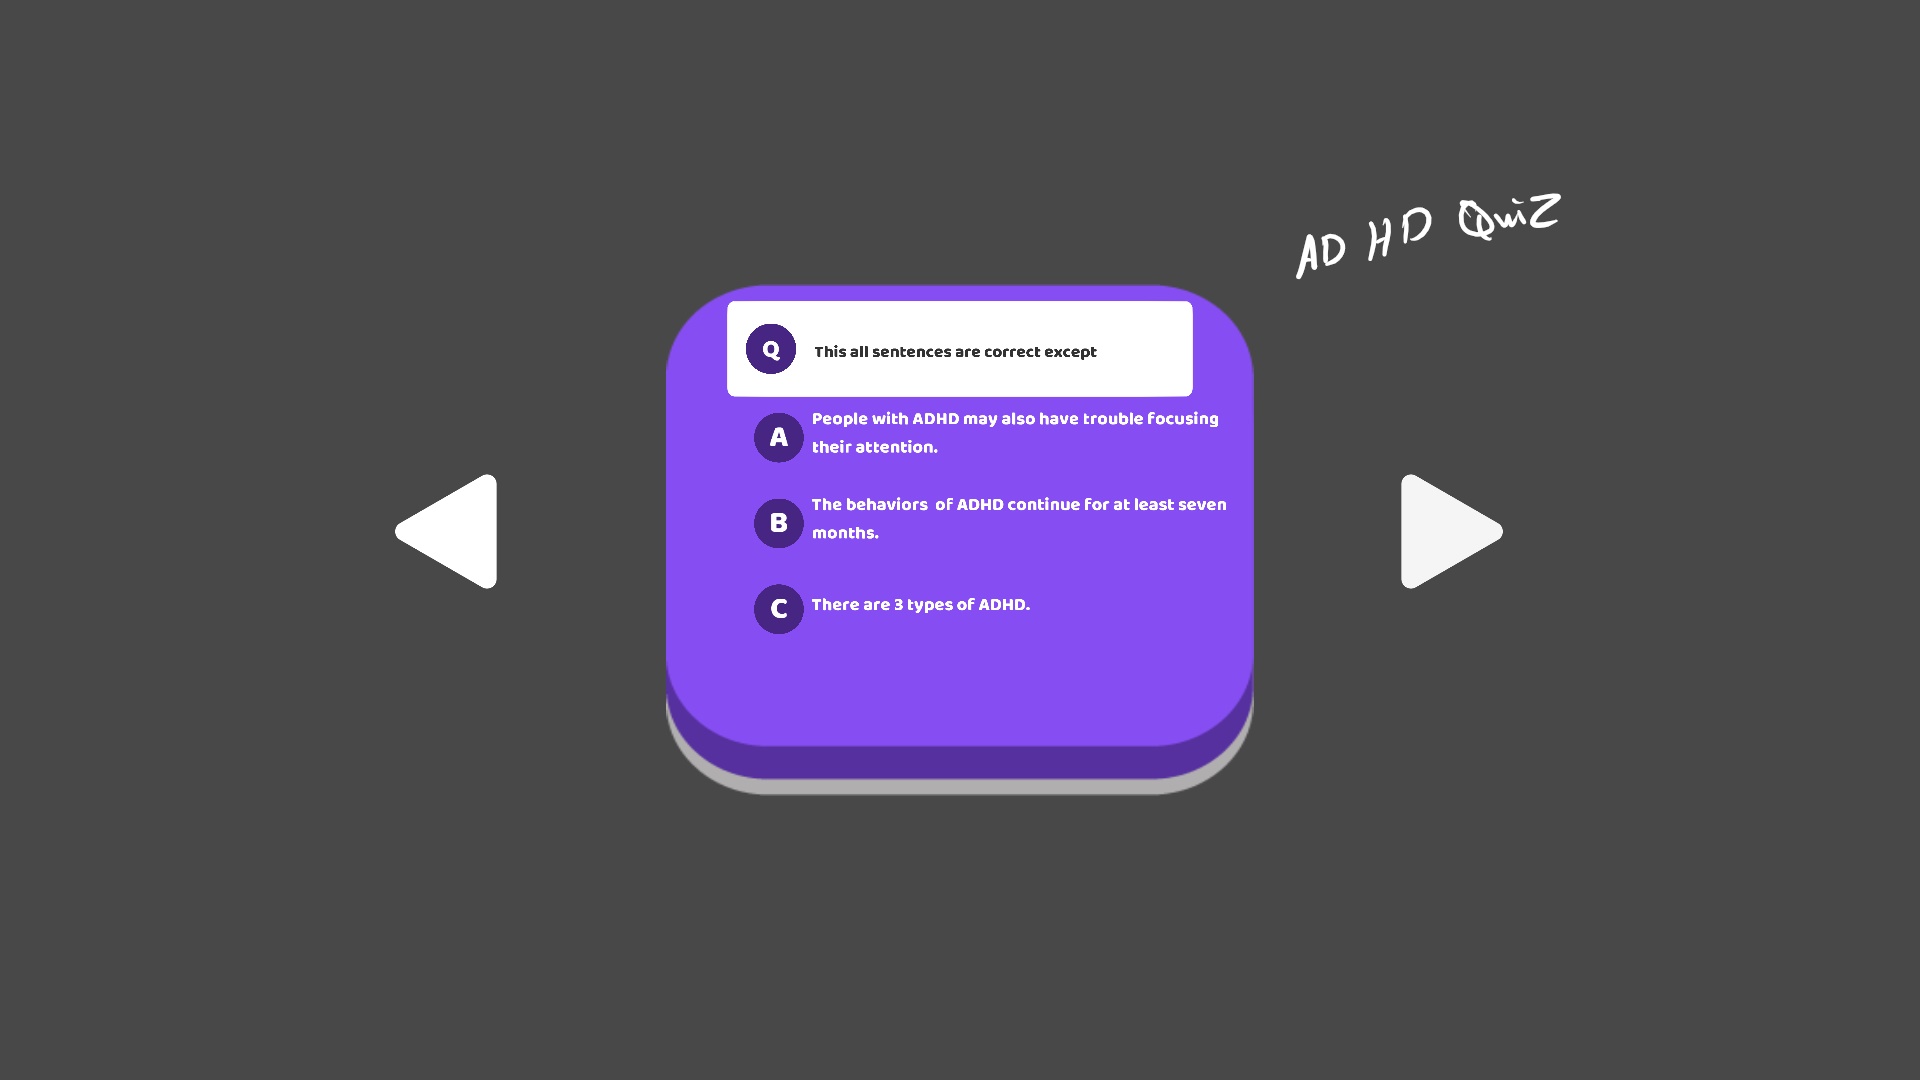 AD HD QuiZ
Q This all sentences are correct except
A People with ADHD may also have trouble focusing
their attention.
B The behaviors  of ADHD continue for at least seven
months.
C There are 3 types of ADHD.